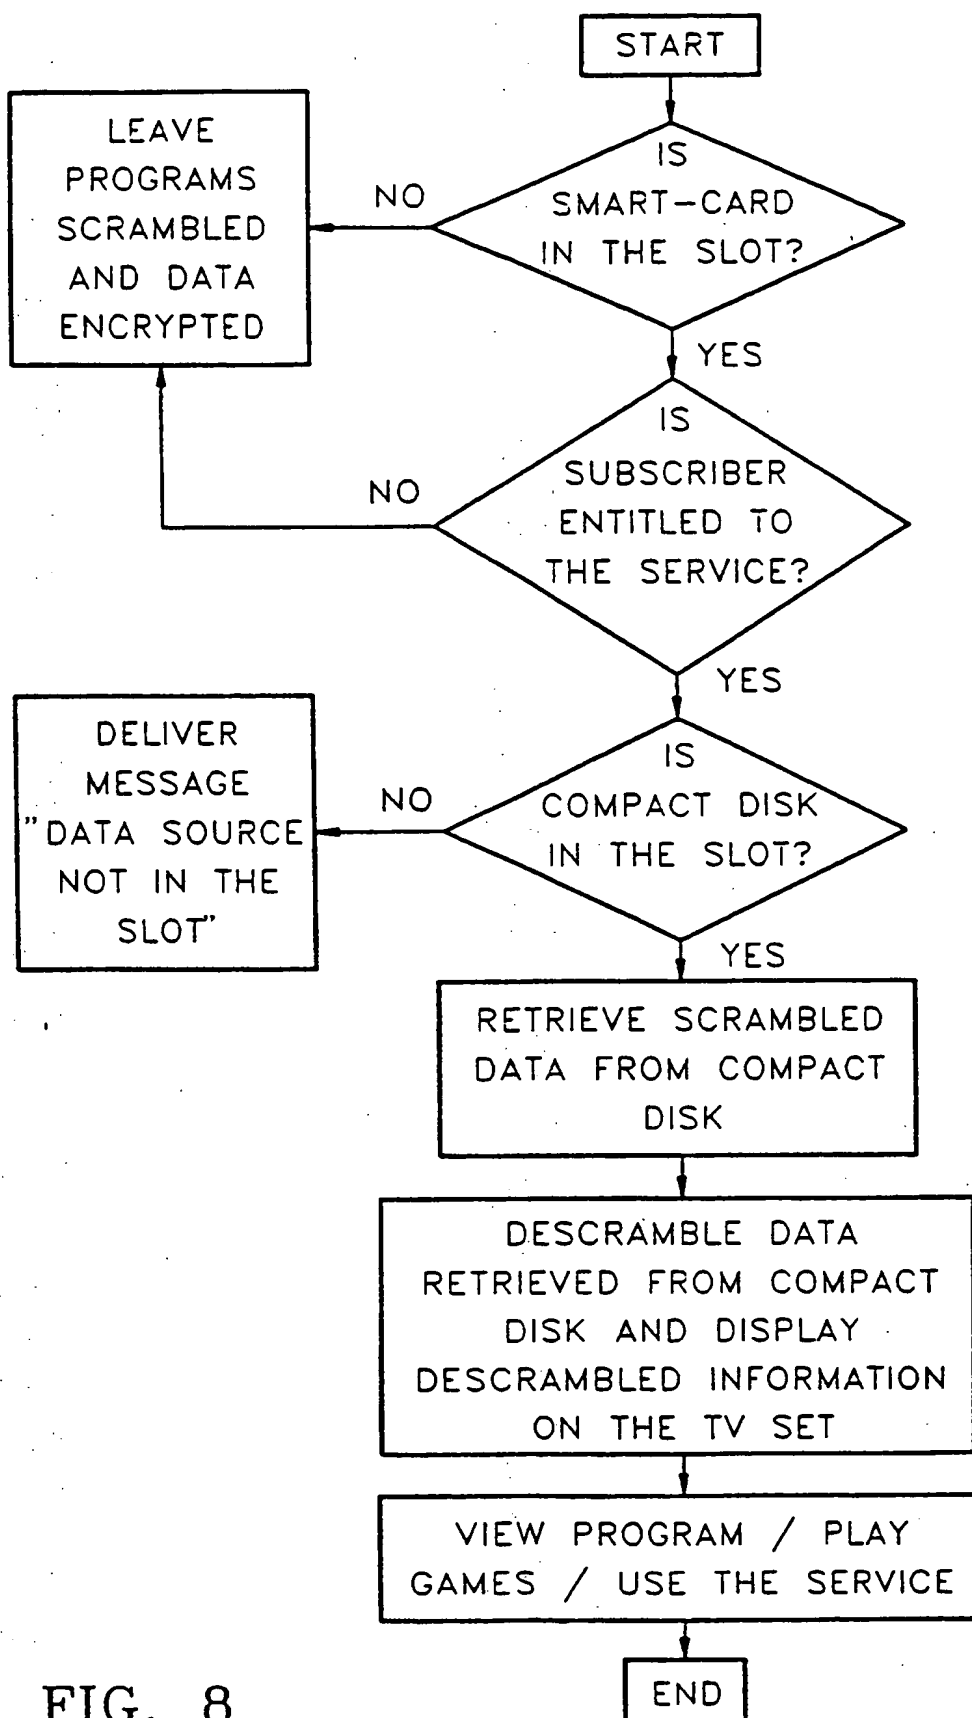 START
IS
SMART-CARD
IN THE SLOT?
NO
LEAVE
PROGRAMS
SCRAMBLED
AND DATA
ENCRYPTED
YES
IS
SUBSCRIBER
ENTITLED TO
THE SERVICE?
NO
YES
IS
COMPACT DISK
IN THE SLOT?
NO
DELIVER
MESSAGE
"DATA SOURCE
NOT IN THE
SLOT"
YES
RETRIEVE SCRAMBLED
DATA FROM COMPACT
DISK
DESCRAMBLE DATA
RETRIEVED FROM COMPACT
DISK AND DISPLAY
DESCRAMBLED INFORMATION
ON THE TV SET
VIEW PROGRAM / PLAY
GAMES / USE THE SERVICE
END
FIG. 8